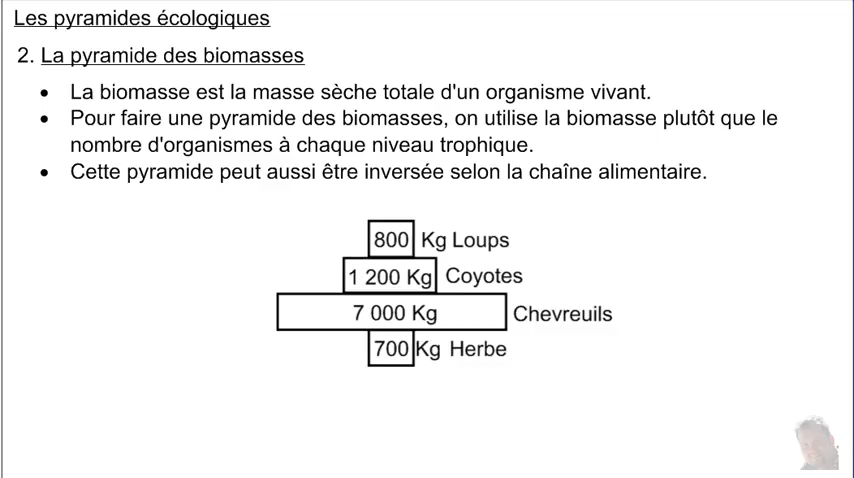 Les pyramides écologiques
2. La pyramide des biomasses
• La biomasse est la masse sèche totale d'un organisme vivant.
• Pour faire une pyramide des biomasses, on utilise la biomasse plutôt que le
nombre d'organismes à chaque niveau trophique.
• Cette pyramide peut aussi être inversée selon la chaîne alimentaire.
800 Kg Loups
1 200 Kg Coyotes
7 000 Kg Chevreuils
700 Kg Herbe